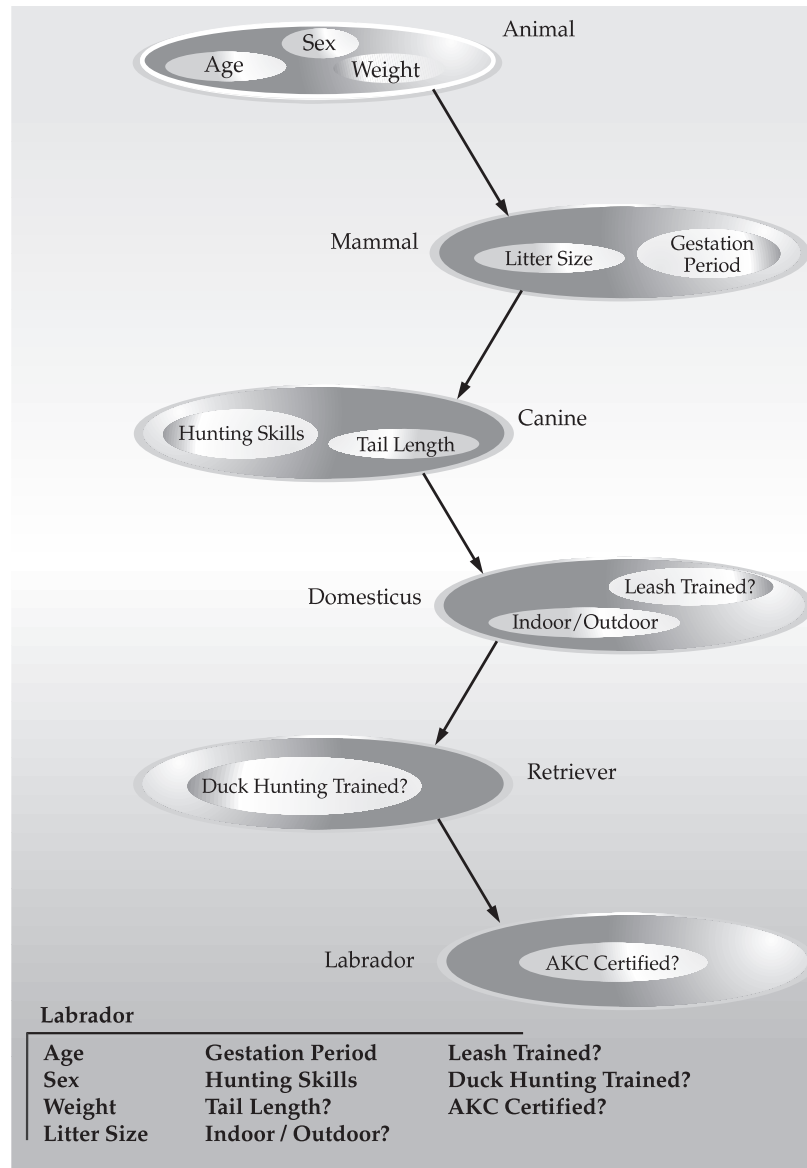 Animal
Sex
Age
Weight
Mammal
Litter Size
Gestation
Period
Canine
Hunting Skills
Tail Length
Domesticus
Leash Trained?
Indoor/Outdoor
Retriever
Duck Hunting Trained?
Labrador
AKC Certified?
Labrador
Age Gestation Period Leash Trained?
Sex Hunting Skills Duck Hunting Trained?
Weight Tail Length? AKC Certified?
Litter Size Indoor / Outdoor?